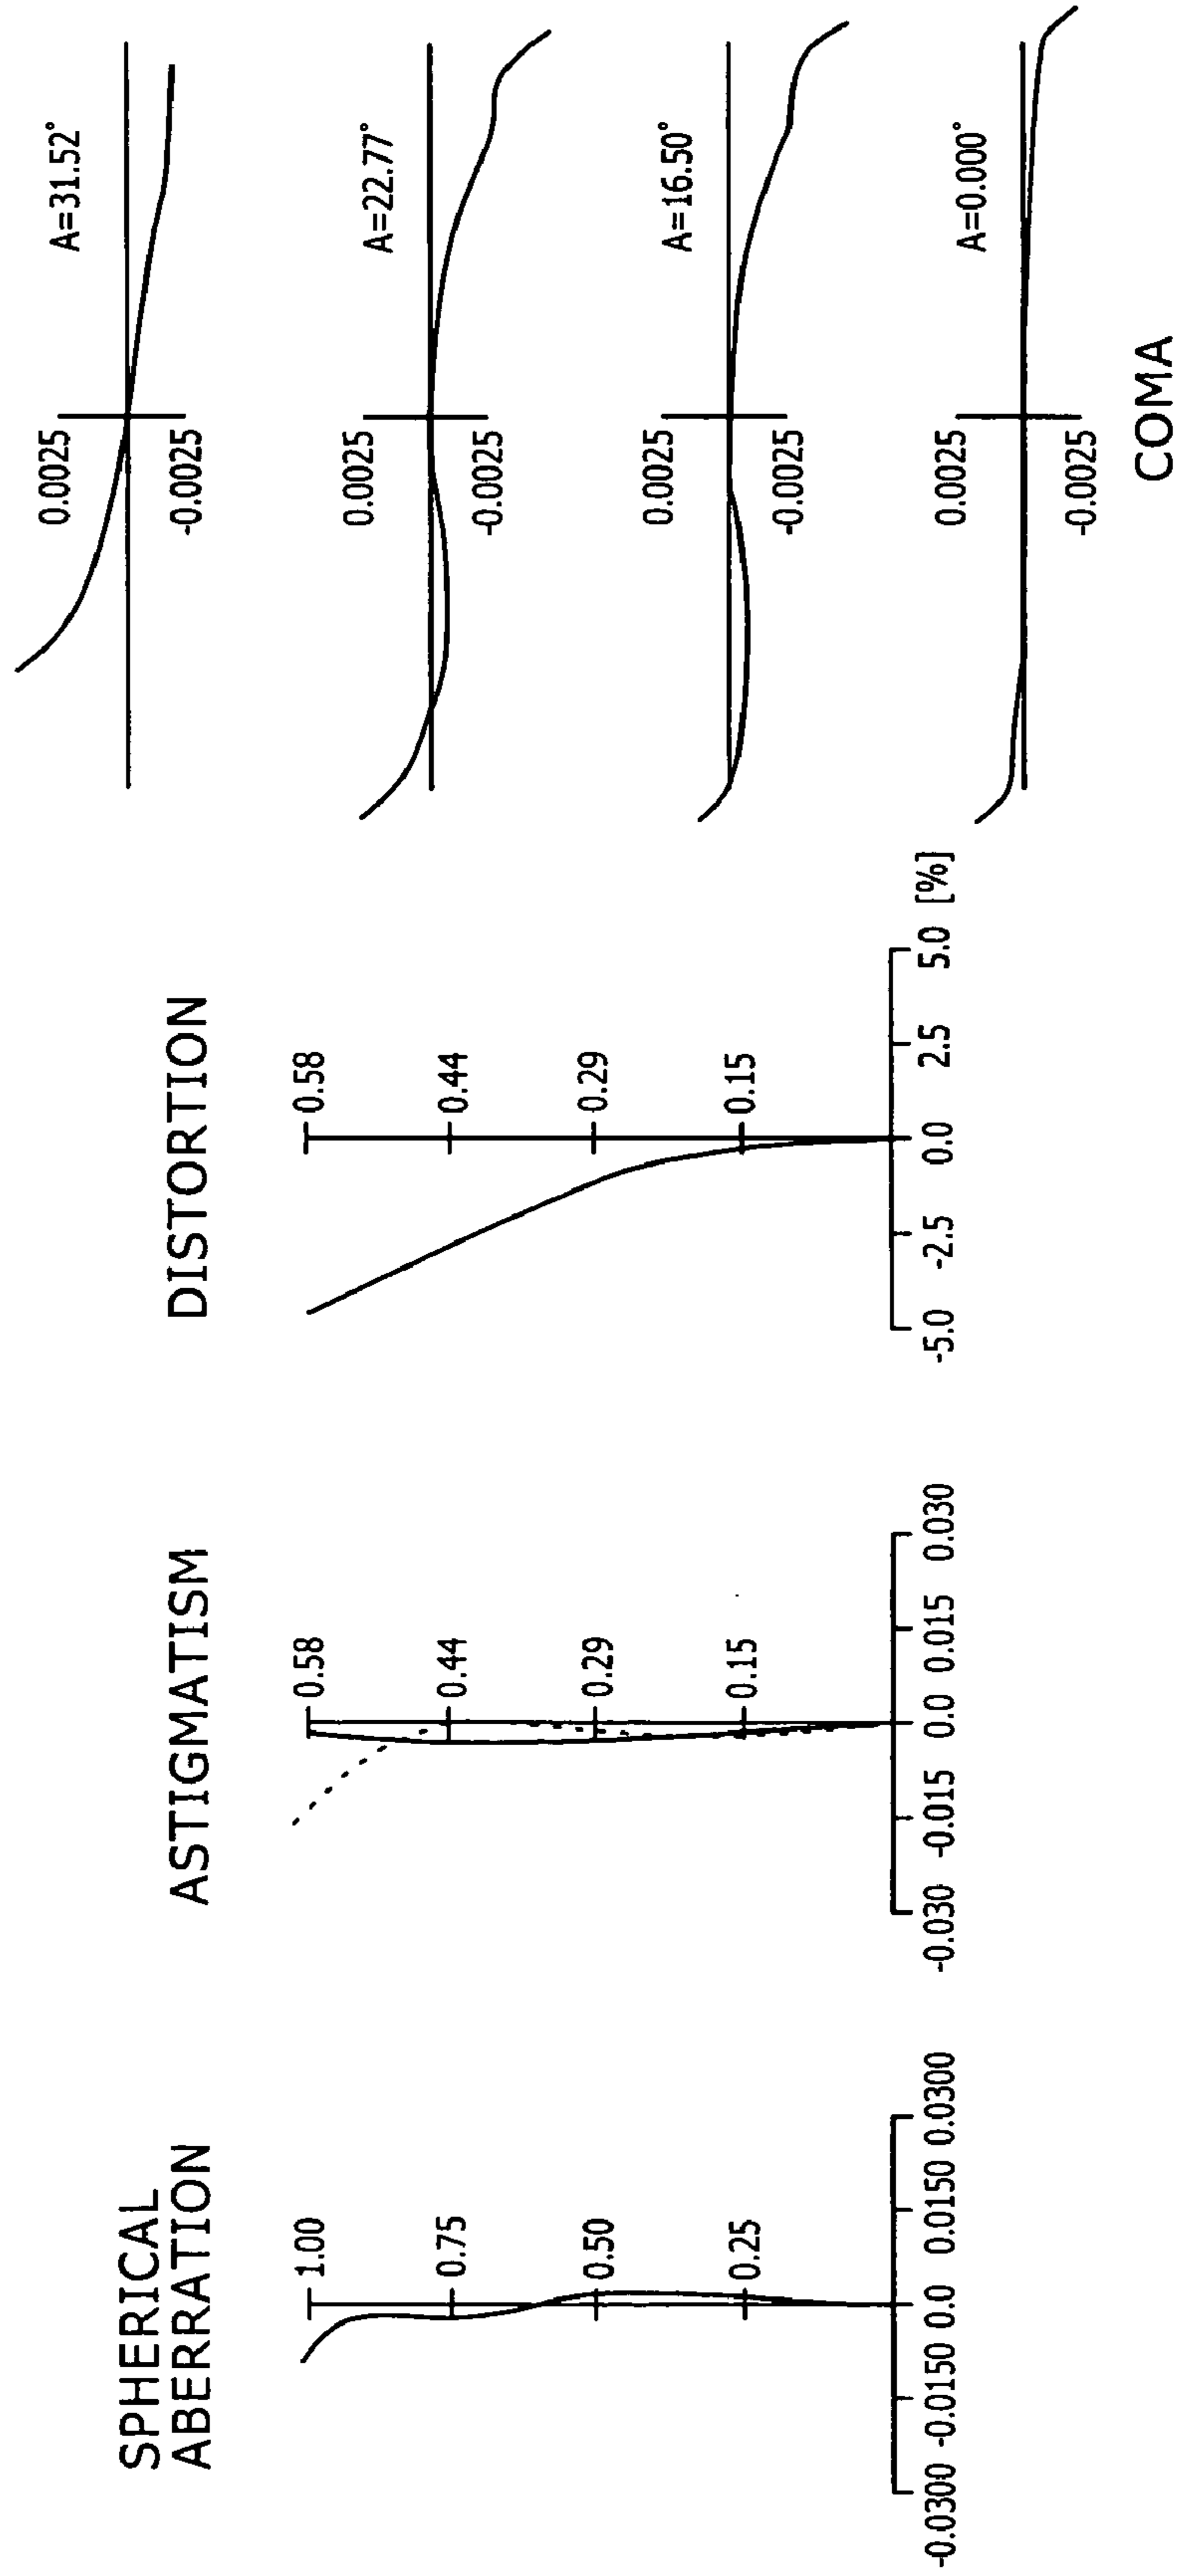 SPHERICAL
ABERRATION
1.00
0.75
0.50
0.25
-0.0300 -0.0150 0.0 0.0150 0.0300
ASTIGMATISM
0.58
0.44
0.29
0.15
-0.030 -0.015 0.0 0.015 0.030
DISTORTION
0.58
0.44
0.29
0.15
-5.0 -2.5 0.0 2.5 5.0 [%]
0.0025
A=31.52°
-0.0025
0.0025
A=22.77°
-0.0025
0.0025
A=16.50°
-0.0025
0.0025
A=0.000°
-0.0025
COMA